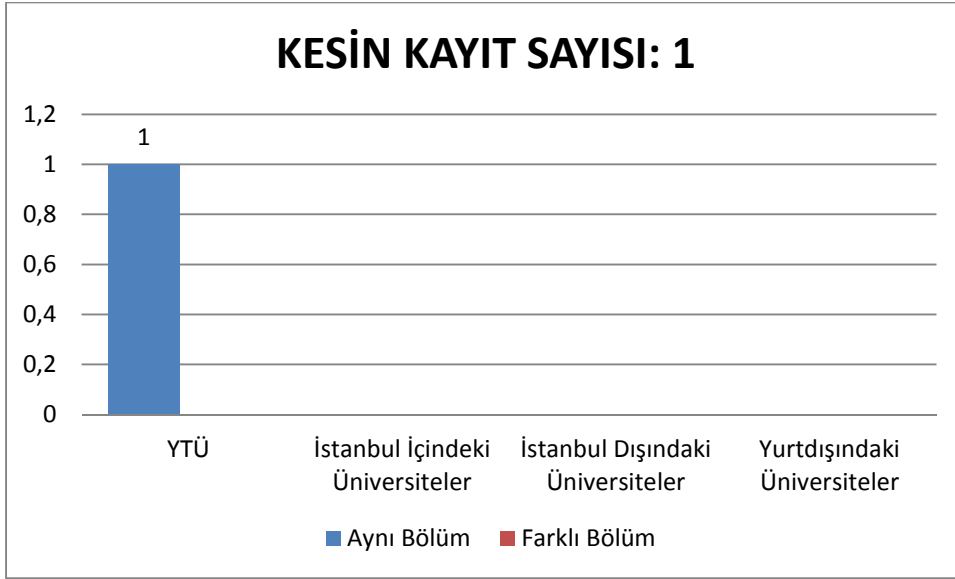 KESİN KAYIT SAYISI: 1
1,2
1
0,8
0,6
0,4
0,2
0
1
YTÜ
İstanbul İçindeki
Üniversiteler
İstanbul Dışındaki
Üniversiteler
Yurtdışındaki
Üniversiteler
Aynı Bölüm
Farklı Bölüm